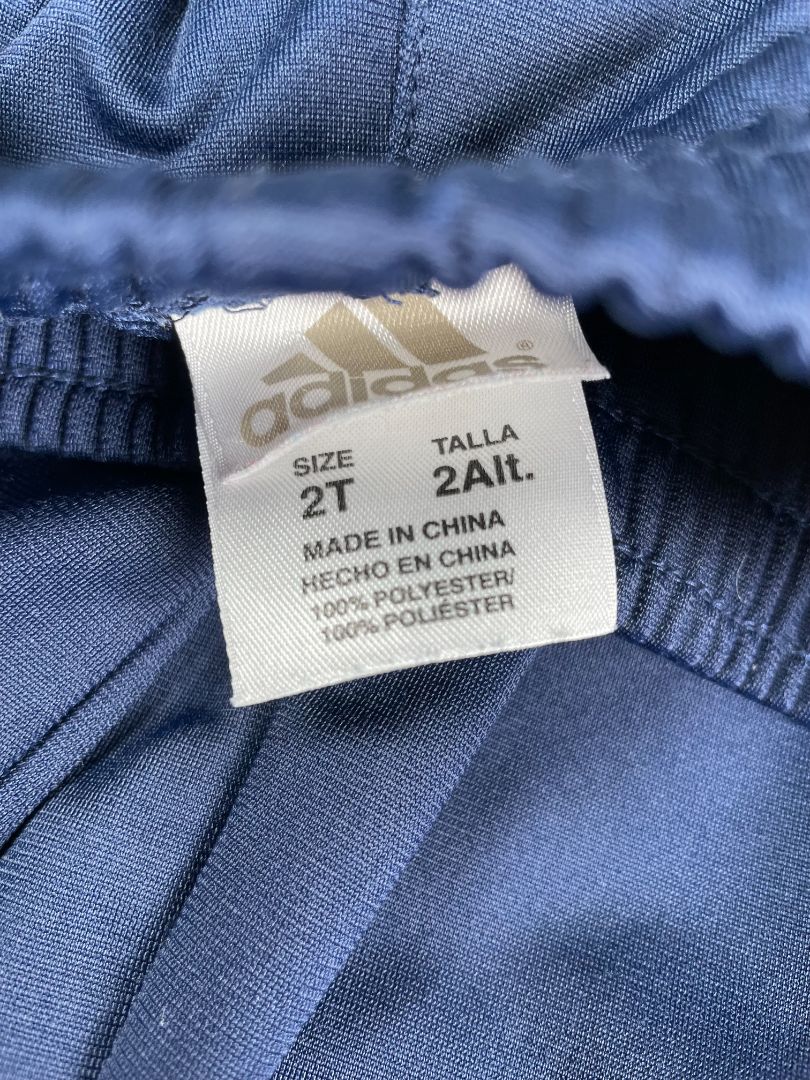 adidas®
SIZE TALLA
2T 2Alt.
MADE IN CHINA
HECHO EN CHINA
100% POLYESTER/
100% POLIÉSTER